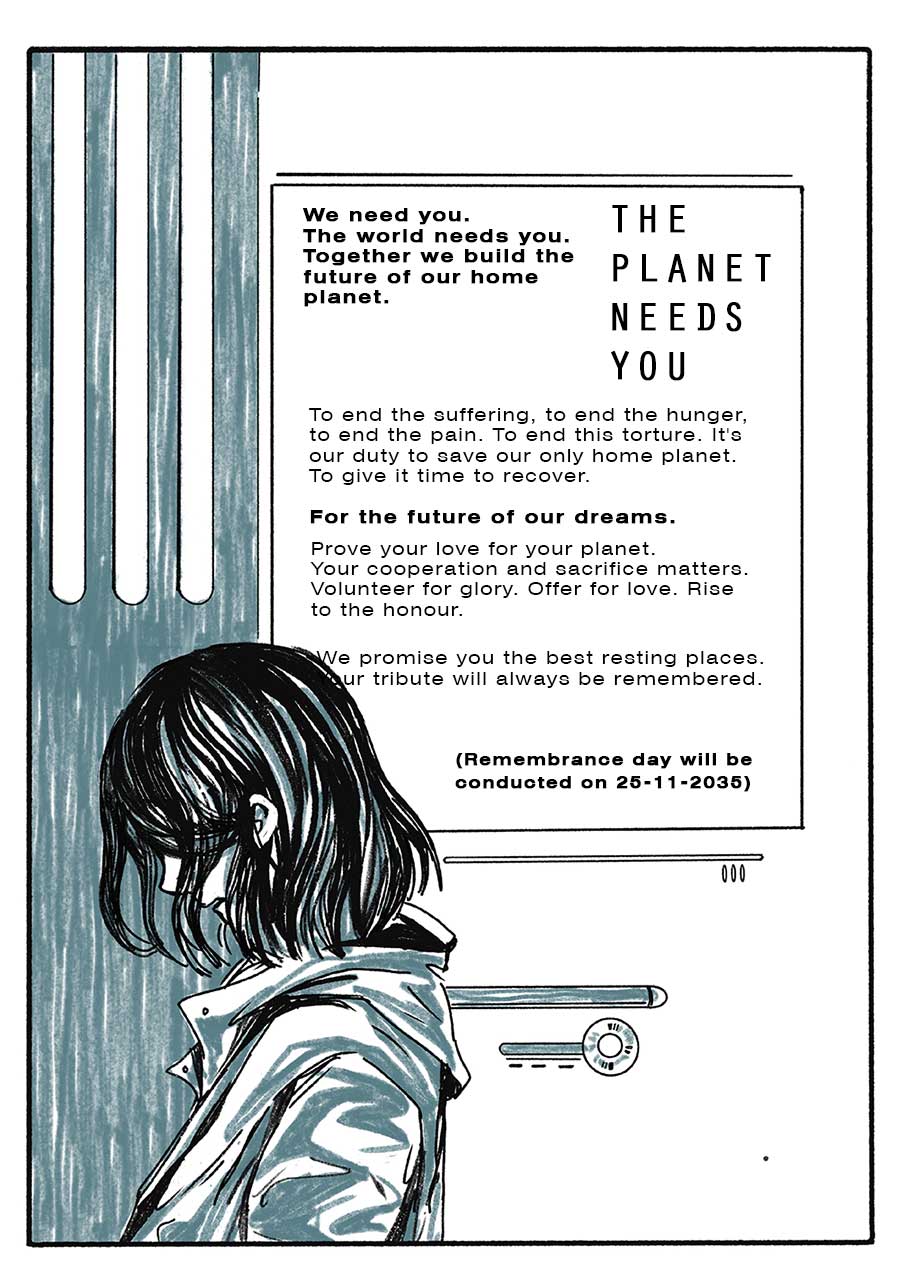 We need you.
The world needs you.
Together we build the
future of our home
planet.
THE
PLANET
NEEDS
YOU
To end the suffering, to end the hunger,
to end the pain. To end this torture. It's
our duty to save our only home planet.
To give it time to recover.
For the future of our dreams.
Prove your love for your planet.
Your cooperation and sacrifice matters.
Volunteer for glory. Offer for love. Rise
to the honour.
We promise you the best resting places.
Your tribute will always be remembered.
(Remembrance day will be
conducted on 25-11-2035)